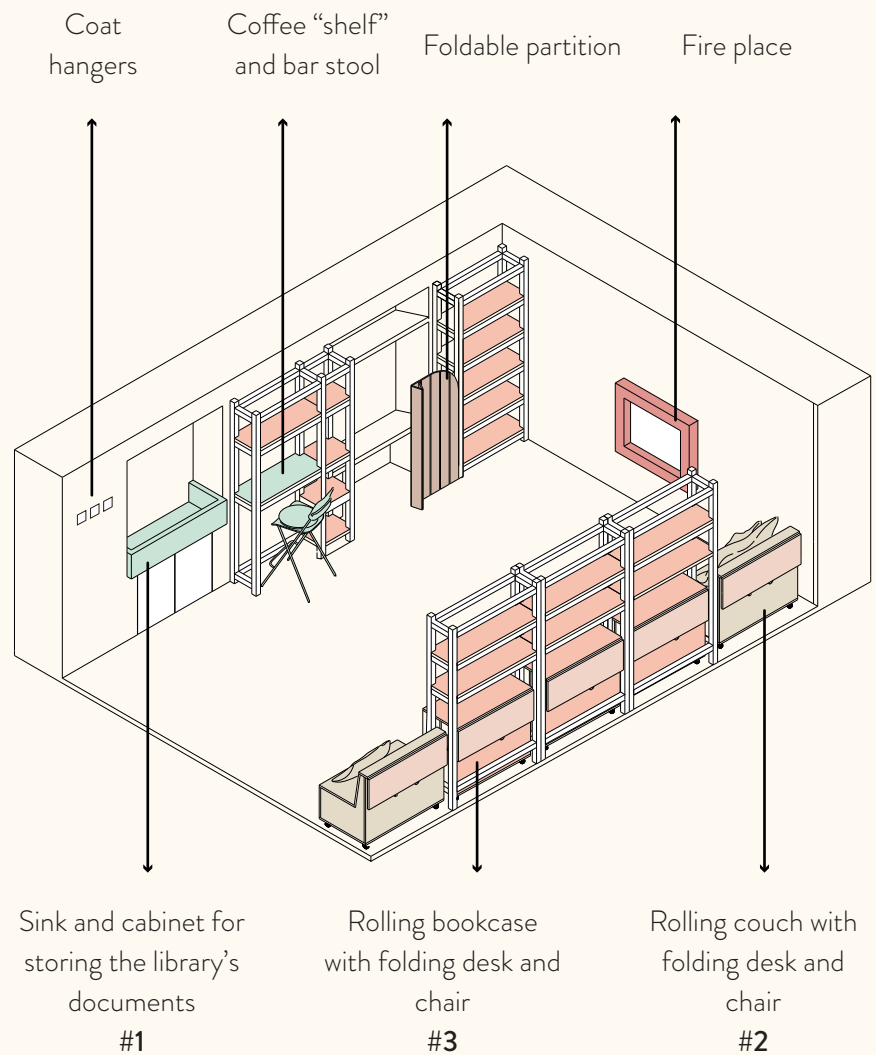 Coat
hangers
Coffee “shelf”
and bar stool
Foldable partition
Fire place
Sink and cabinet for
storing the library’s
documents
#1
Rolling bookcase
with folding desk and
chair
#3
Rolling couch with
folding desk and
chair
#2